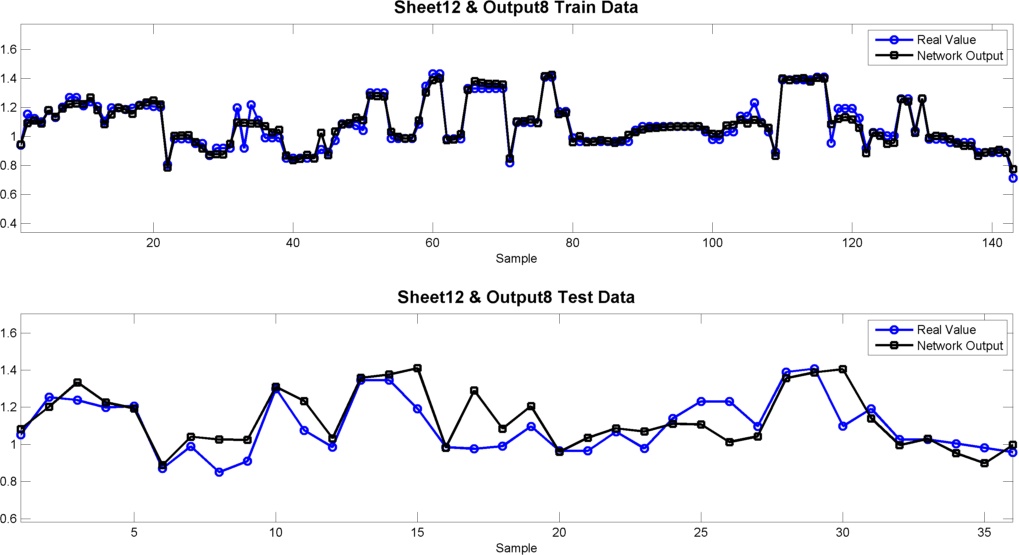 Sheet12 & Output8 Train Data
Real Value
Network Output
1.6
1.4
1.2
1
0.8
0.6
0.4
20 40 60 80 100 120 140
Sample
Sheet12 & Output8 Test Data
Real Value
Network Output
1.6
1.4
1.2
1
0.8
0.6
5 10 15 20 25 30 35
Sample